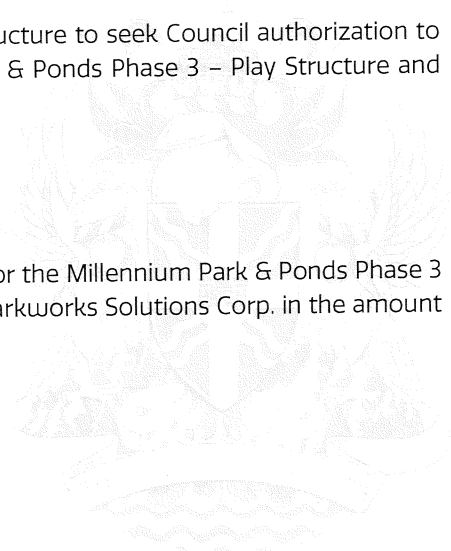 ucture to seek Council authorization to
& Ponds Phase 3 – Play Structure and
or the Millennium Park & Ponds Phase 3
arkworks Solutions Corp. in the amount